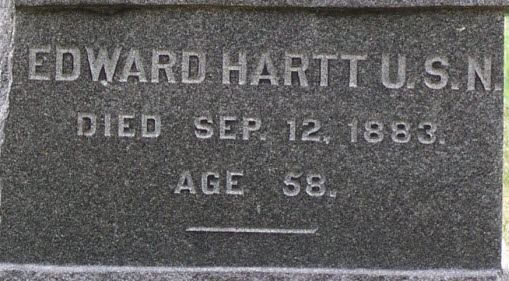 EDWARD HARTT U.S.N.
DIED SEP. 12, 1883.
AGE 58.